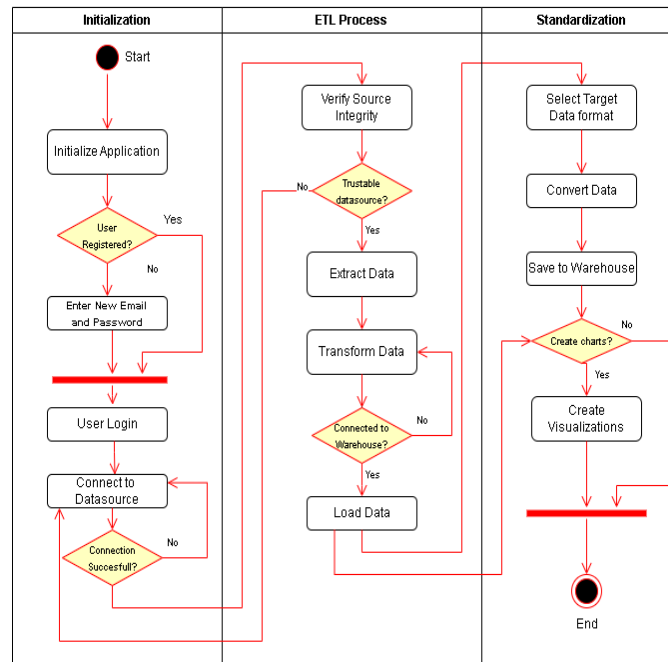 Initialization
ETL Process
Standardization
Start
Initialize Application
User
Registered?
Yes
No
Enter New Email
and Password
User Login
Connect to
Datasource
Connection
Succesfull?
No
Verify Source
Integrity
No
Trustable
datasource?
Yes
Extract Data
Transform Data
Connected to
Warehouse?
No
Yes
Load Data
Select Target
Data format
Convert Data
Save to Warehouse
Create charts?
No
Yes
Create
Visualizations
End